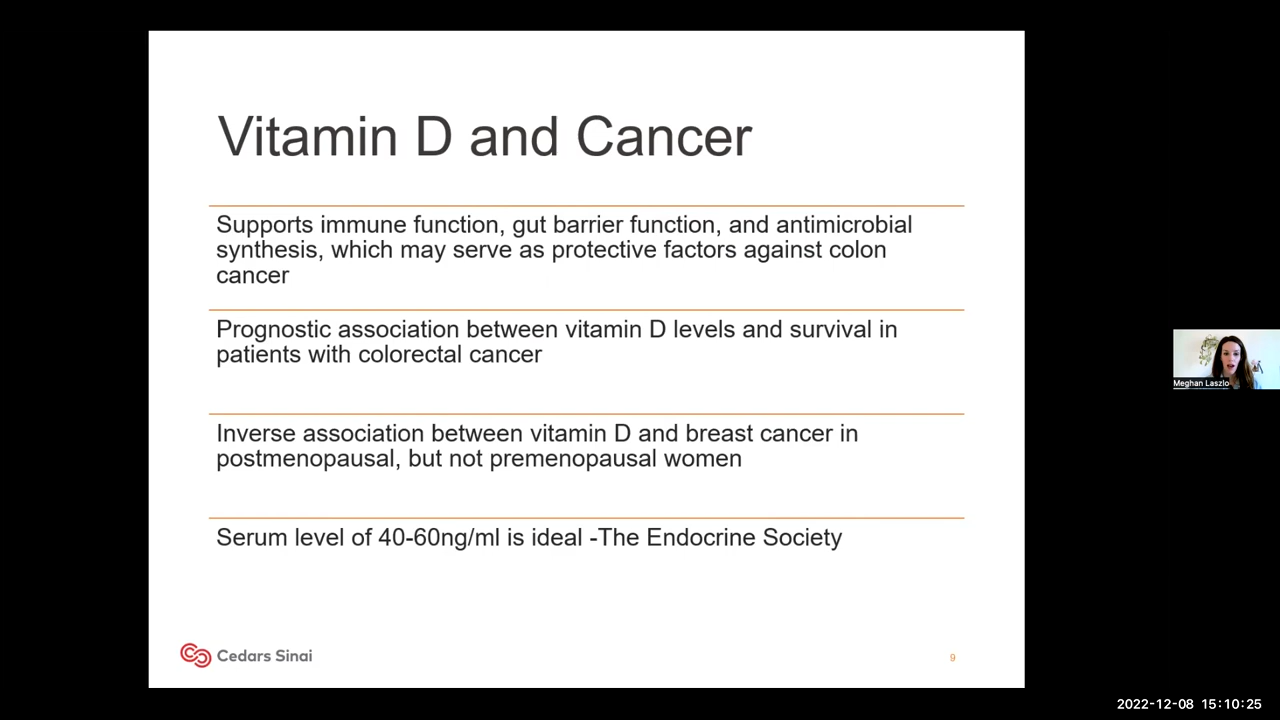 Vitamin D and Cancer
Supports immune function, gut barrier function, and antimicrobial
synthesis, which may serve as protective factors against colon
cancer
Prognostic association between vitamin D levels and survival in
patients with colorectal cancer
Inverse association between vitamin D and breast cancer in
postmenopausal, but not premenopausal women
Serum level of 40-60ng/ml is ideal -The Endocrine Society
Cedars Sinai
9
Meghan Laszlo
2022-12-08 15:10:25